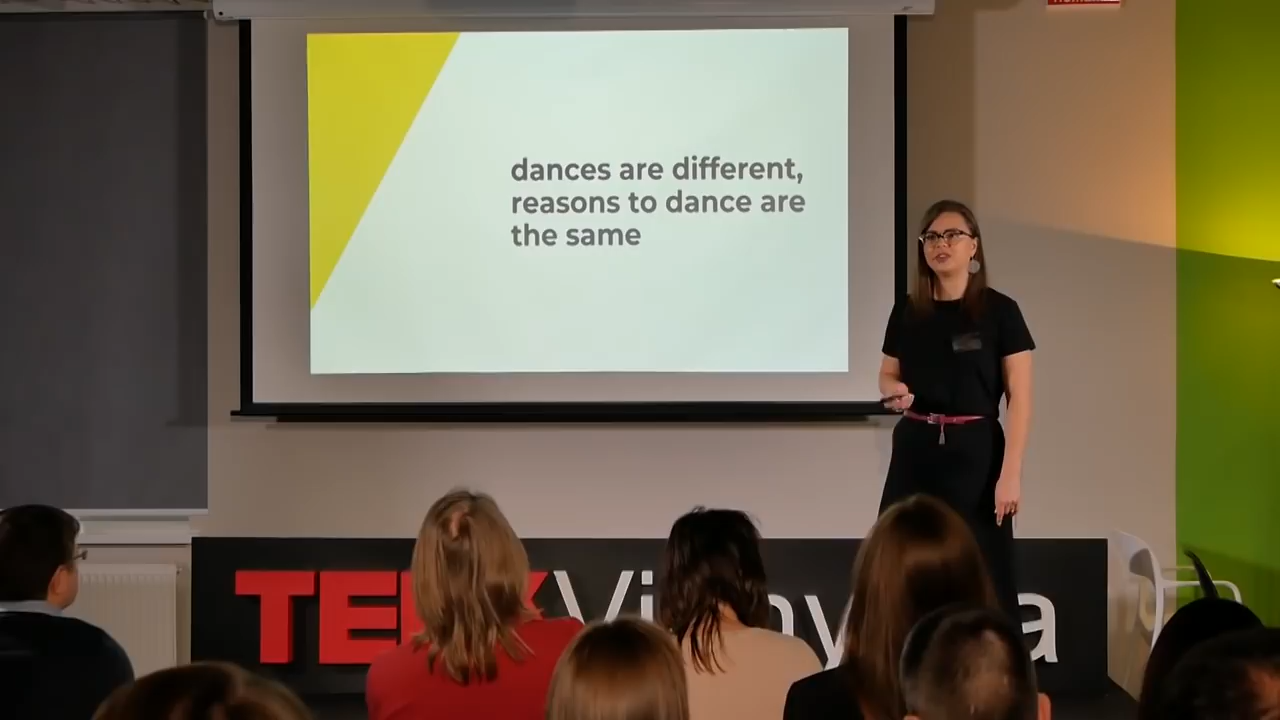 dances are different,
reasons to dance are
the same